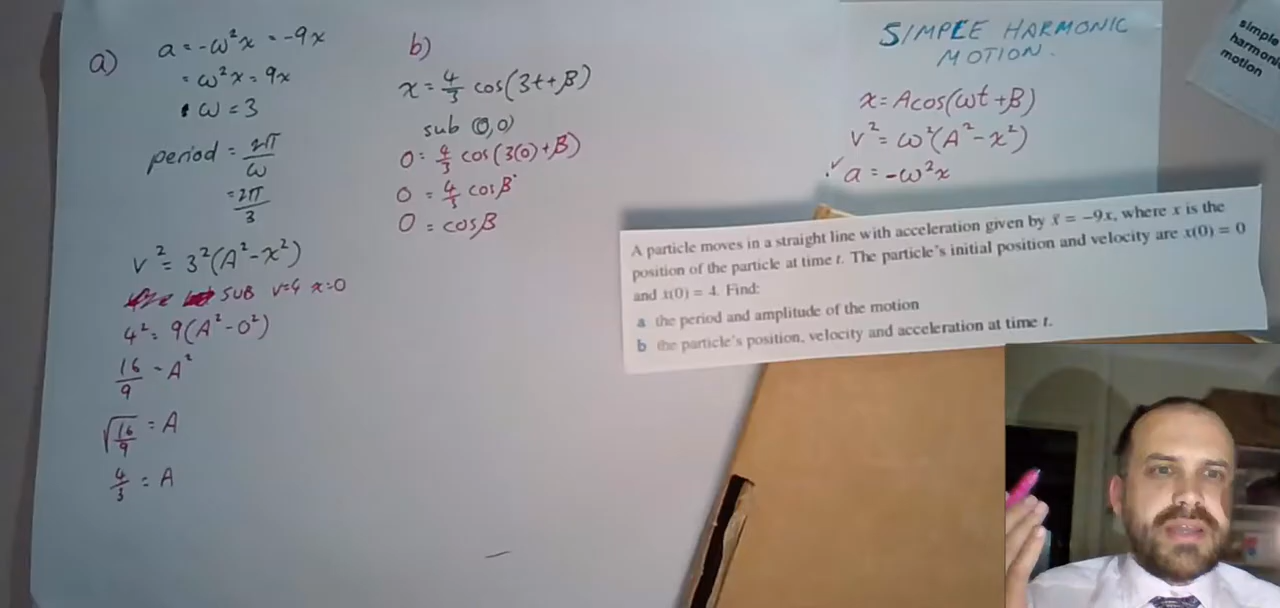 a)
a = -ω²x = -9x
= ω²x = 9x
ω = 3
period = 2π/ω
= 2π/3
v² = 3²(A² - x²)
SUB v=4 x=0
4² = 9(A² - 0²)
16/9 = A²
√16/9 = A
4/3 = A
b)
x = 4/3 cos(3t + β)
sub (0,0)
0 = 4/3 cos(3(0) + β)
0 = 4/3 cosβ
0 = cosβ
SIMPLE HARMONIC
MOTION.
x = Acos(ωt + β)
v² = ω²(A² - x²)
✓ a = -ω²x
simple
harmonic
motion
A particle moves in a straight line with acceleration given by ẍ = −9x, where x is the
position of the particle at time t. The particle's initial position and velocity are x(0) = 0
and ẋ(0) = 4. Find:
a the period and amplitude of the motion
b the particle's position, velocity and acceleration at time t.